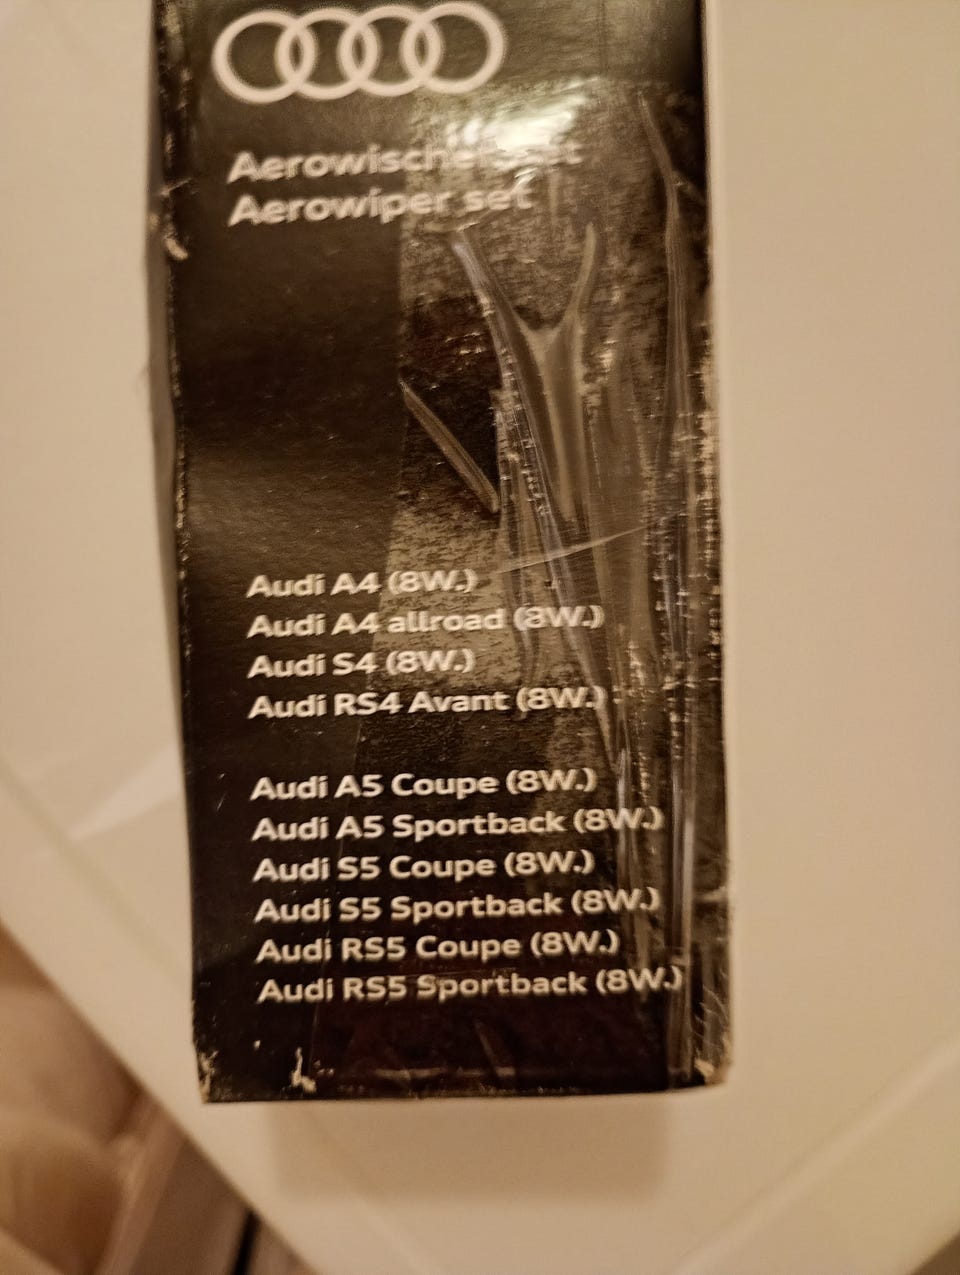 Aerowischer set
Aerowiper set
Audi A4 (8W.)
Audi A4 allroad (8W.)
Audi S4 (8W.)
Audi RS4 Avant (8W.)
Audi A5 Coupe (8W.)
Audi A5 Sportback (8W.)
Audi S5 Coupe (8W.)
Audi S5 Sportback (8W.)
Audi RS5 Coupe (8W.)
Audi RS5 Sportback (8W.)